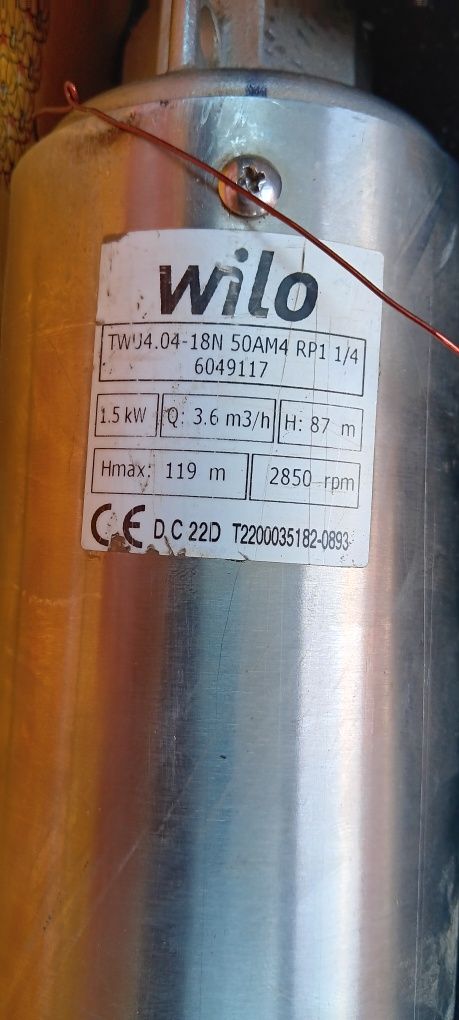 wilo
TWU4.04-18N 50AM4 RP1 1/4
6049117
1.5 kW Q: 3.6 m3/h H: 87 m
Hmax: 119 m 2850 rpm
CE D C 22D T2200035182-0893